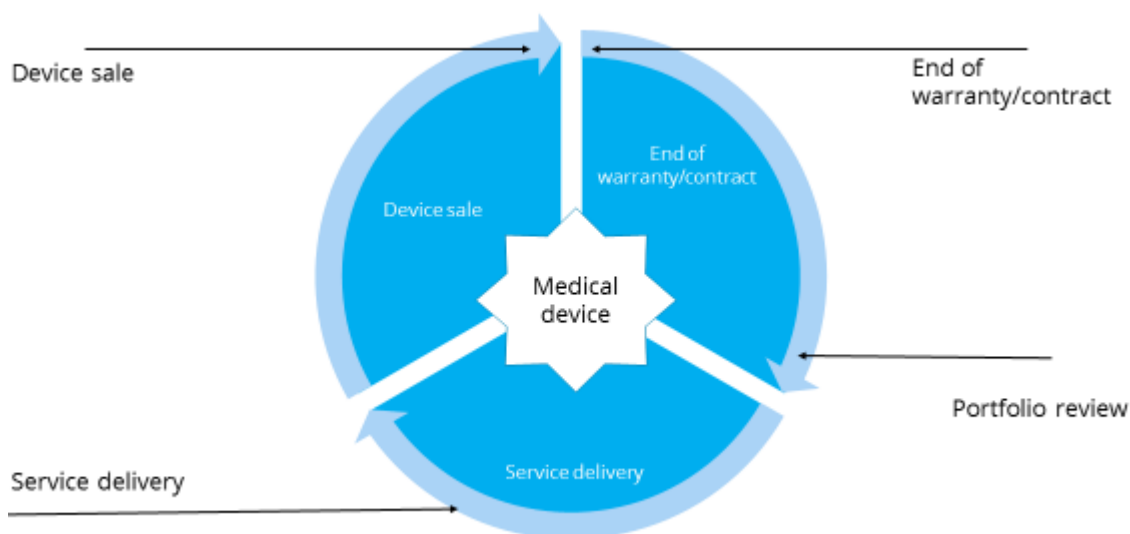 Device sale
End of
warranty/contract
End of
warranty/contract
Device sale
Medical
device
Portfolio review
Service delivery
Service delivery